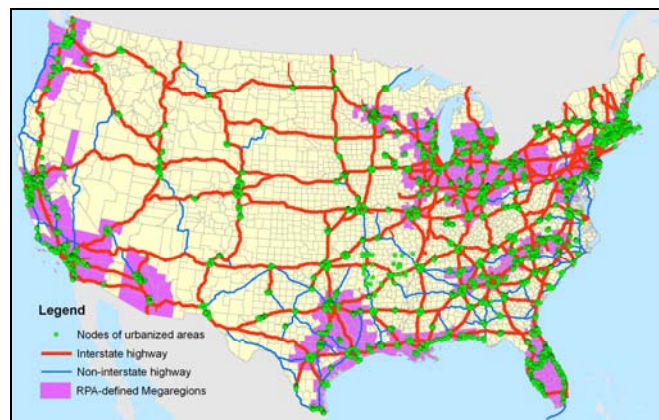 Legend
Nodes of urbanized areas
Interstate highway
Non-interstate highway
RPA-defined Megaregions